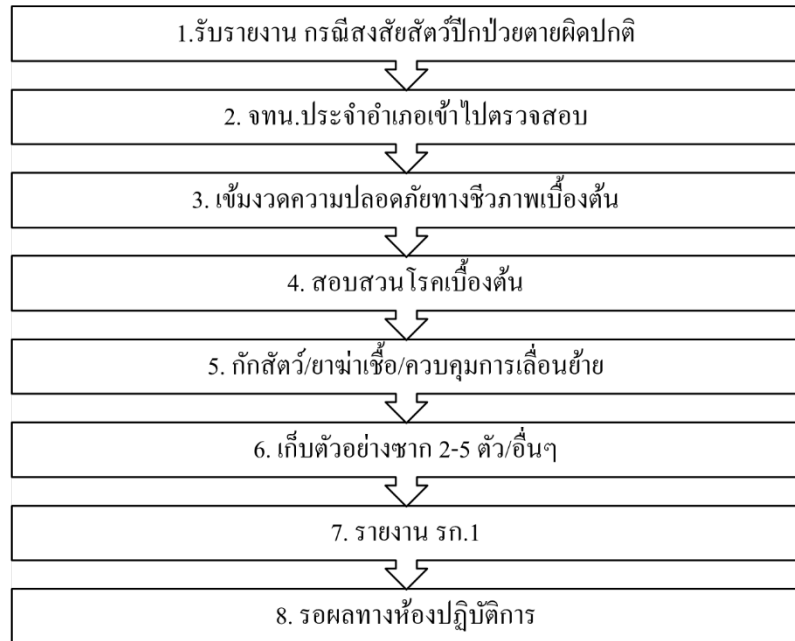 1.รับรายงาน กรณีสงสัยสัตว์ปีกป่วยตายผิดปกติ
2. จทน.ประจำอำเภอเข้าไปตรวจสอบ
3. เข้มงวดความปลอดภัยทางชีวภาพเบื้องต้น
4. สอบสวนโรคเบื้องต้น
5. กักสัตว์/ยาฆ่าเชื้อ/ควบคุมการเลื่อนย้าย
6. เก็บตัวอย่างซาก 2-5 ตัว/อื่นๆ
7. รายงาน รก.1
8. รอผลทางห้องปฏิบัติการ